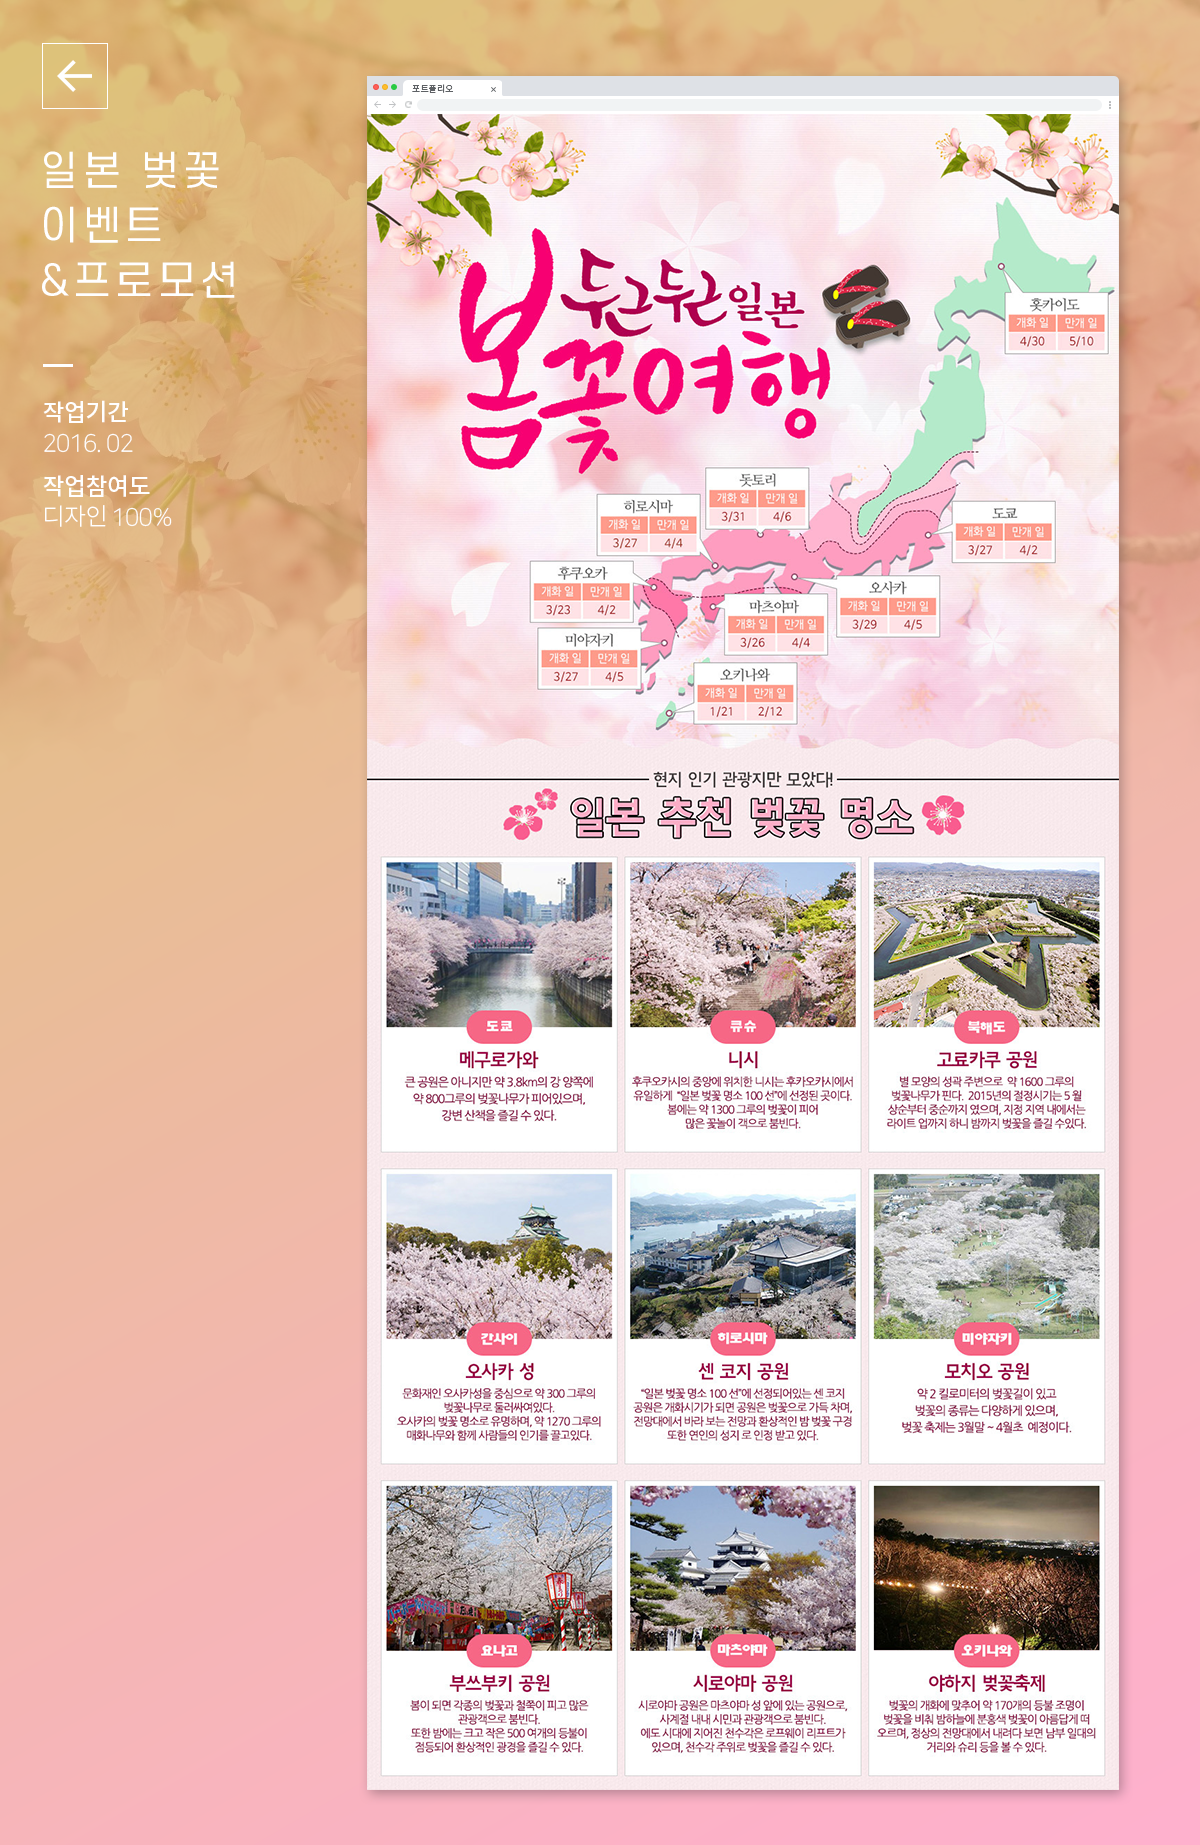 일본 벚꽃
이벤트
&프로모션
작업기간
2016. 02
작업참여도
디자인 100%
포트폴리오
두근두근일본
봄꽃여행
홋카이도
개화 일 만개 일
4/30 5/10
돗토리
개화 일 만개 일
3/31 4/6
히로시마
개화 일 만개 일
3/27 4/4
도쿄
개화 일 만개 일
3/27 4/2
후쿠오카
개화 일 만개 일
3/23 4/2
오사카
개화 일 만개 일
3/29 4/5
마츠야마
개화 일 만개 일
3/26 4/4
미야자키
개화 일 만개 일
3/27 4/5
오키나와
개화 일 만개 일
1/21 2/12
현지 인기 관광지만 모았다!
일본 추천 벚꽃 명소
도쿄
메구로가와
큰 공원은 아니지만 약 3.8km의 강 양쪽에
약 800그루의 벚꽃나무가 피어있으며,
강변 산책을 즐길 수 있다.
큐슈
니시
후쿠오카시의 중앙에 위치한 니시는 후카오카시에서
유일하게 “일본 벚꽃 명소 100 선”에 선정된 곳이다.
봄에는 약 1300 그루의 벚꽃이 피어
많은 꽃놀이 객으로 붐빈다.
북해도
고료카쿠 공원
별 모양의 성곽 주변으로 약 1600 그루의
벚꽃나무가 핀다. 2015년의 절정시기는 5 월
상순부터 중순까지 였으며, 지정 지역 내에서는
라이트 업까지 하니 밤까지 벚꽃을 즐길 수있다.
칸사이
오사카 성
문화재인 오사카성을 중심으로 약 300 그루의
벚꽃나무로 둘러싸여있다.
오사카의 벚꽃 명소로 유명하며, 약 1270 그루의
매화나무와 함께 사람들의 인기를 끌고있다.
히로시마
센 코지 공원
“일본 벚꽃 명소 100 선”에 선정되어있는 센 코지
공원은 개화시기가 되면 공원은 벚꽃으로 가득 차며,
전망대에서 바라 보는 전망과 환상적인 밤 벚꽃 구경
또한 연인의 성지 로 인정 받고 있다.
미야자키
모치오 공원
약 2 킬로미터의 벚꽃길이 있고
벚꽃의 종류는 다양하게 있으며,
벚꽃 축제는 3월말 ~ 4월초 예정이다.
요나고
부쓰부키 공원
봄이 되면 각종의 벚꽃과 철쭉이 피고 많은
관광객으로 붐빈다.
또한 밤에는 크고 작은 500 여개의 등불이
점등되어 환상적인 광경을 즐길 수 있다.
마츠야마
시로야마 공원
시로야마 공원은 마츠야마 성 앞에 있는 공원으로,
사계절 내내 시민과 관광객으로 붐빈다.
에도 시대에 지어진 천수각은 로프웨이 리프트가
있으며, 천수각 주위로 벚꽃을 즐길 수 있다.
오키나와
야하지 벚꽃축제
벚꽃의 개화에 맞추어 약 170개의 등불 조명이
벚꽃을 비춰 밤하늘에 분홍색 벚꽃이 아름답게 떠
오르며, 정상의 전망대에서 내려다 보면 남부 일대의
거리와 슈리 등을 볼 수 있다.